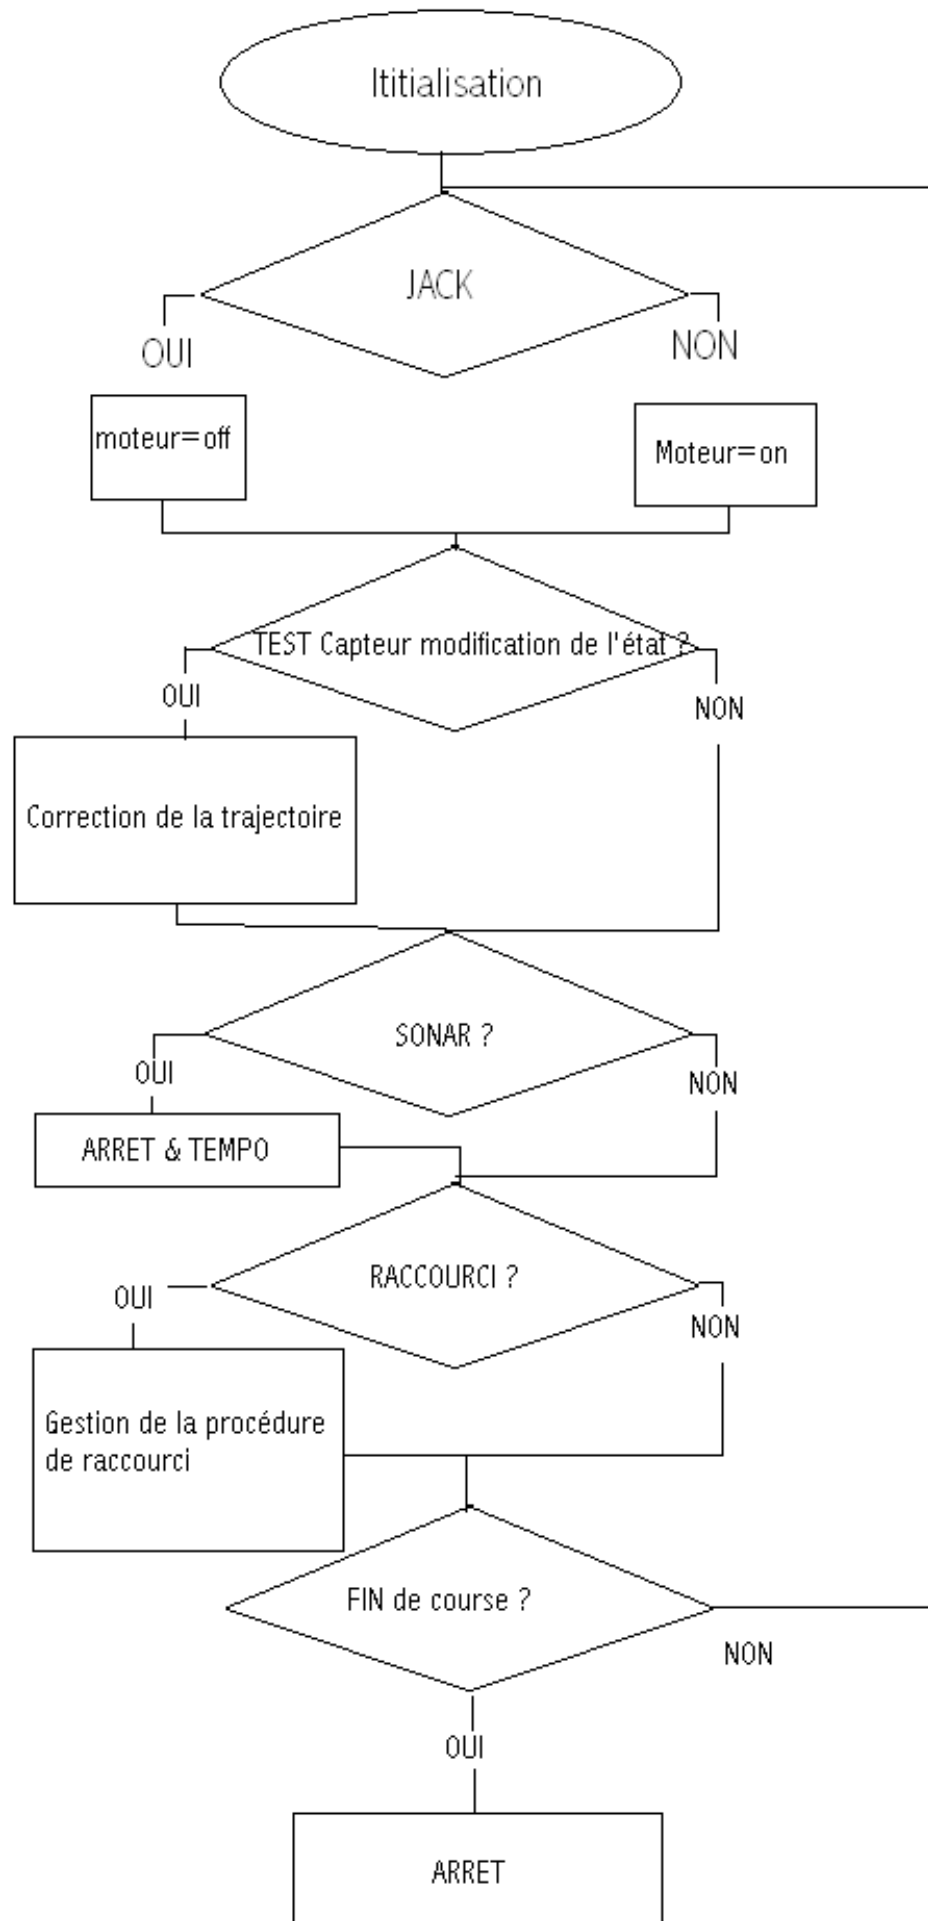 Ititialisation
JACK
OUI
NON
moteur=off
Moteur=on
TEST Capteur modification de l'état ?
OUI
NON
Correction de la trajectoire
SONAR ?
OUI
NON
ARRET & TEMPO
RACCOURCI ?
OUI
NON
Gestion de la procédure
de raccourci
FIN de course ?
NON
OUI
ARRET